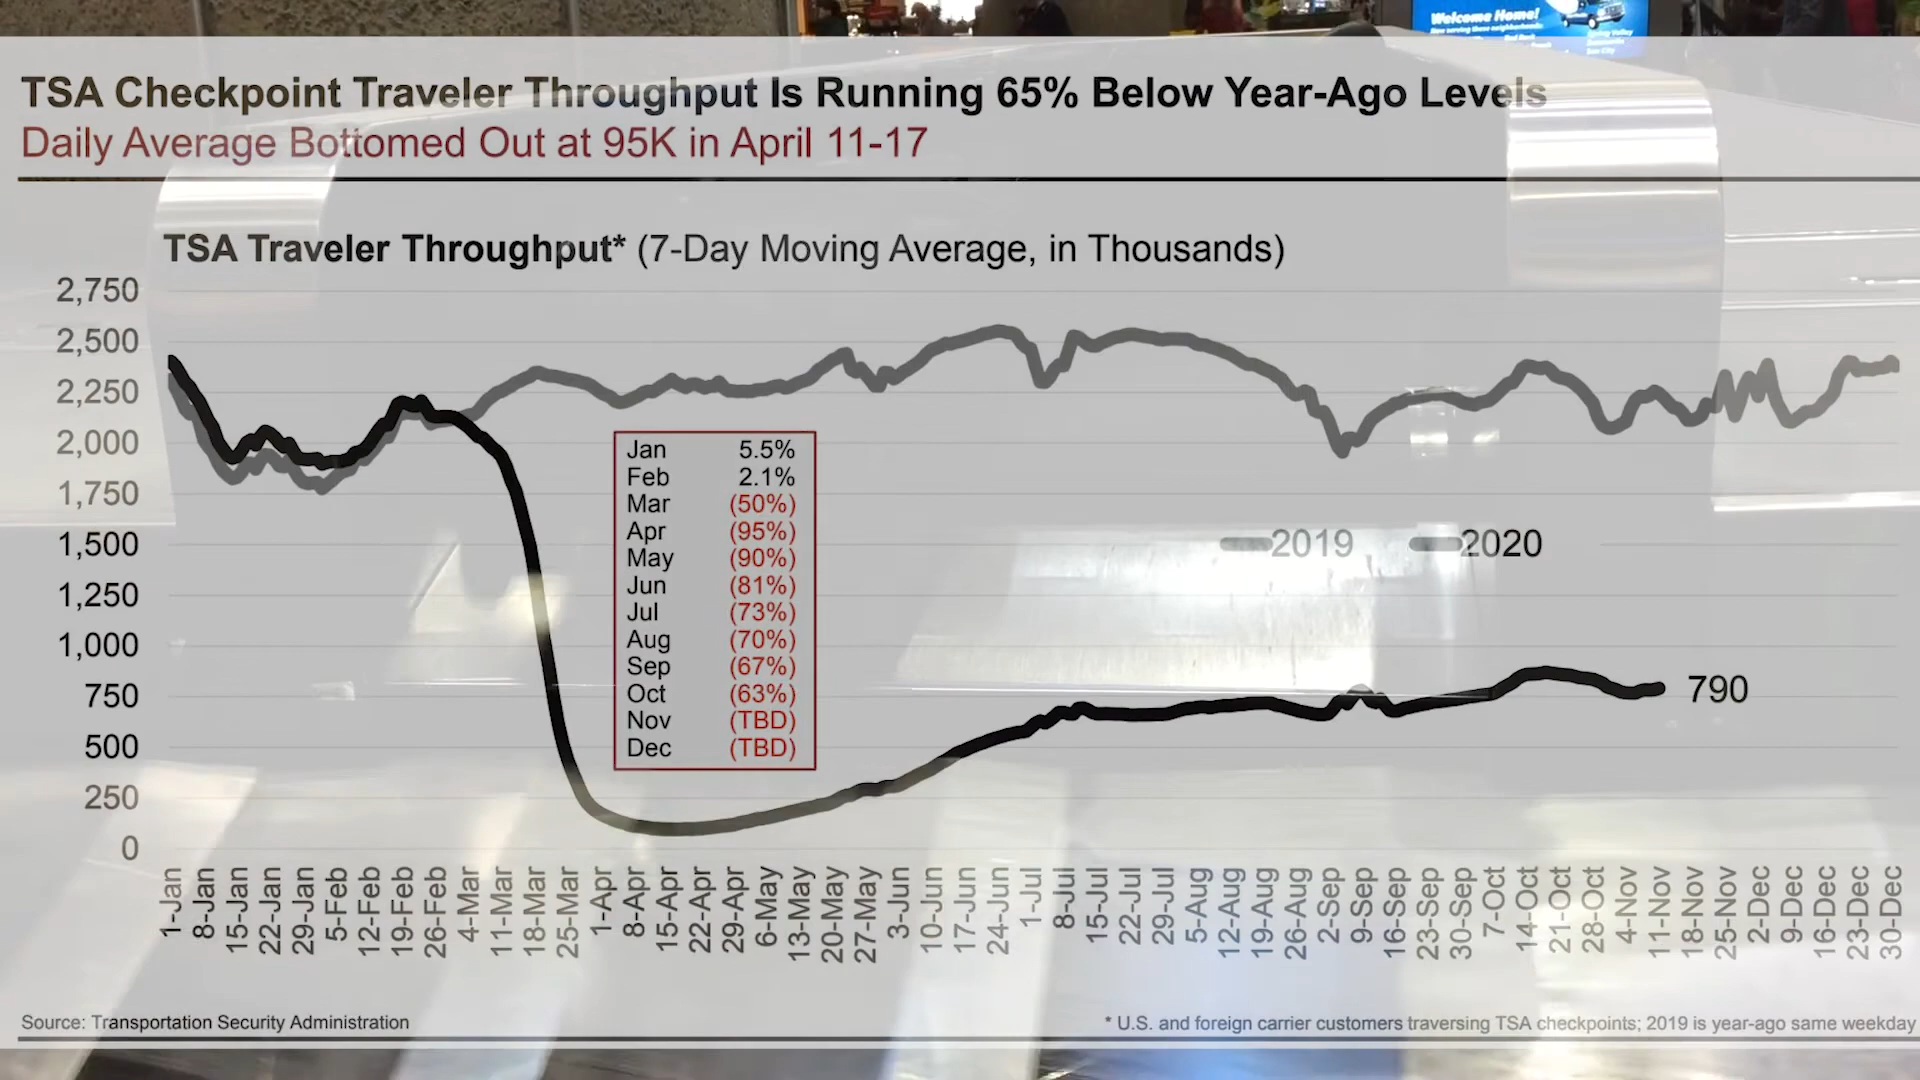 Welcome Home!
TSA Checkpoint Traveler Throughput Is Running 65% Below Year-Ago Levels
Daily Average Bottomed Out at 95K in April 11-17
TSA Traveler Throughput* (7-Day Moving Average, in Thousands)
2,750
2,500
2,250
2,000
1,750
1,500
1,250
1,000
750
500
250
0
Jan 5.5%
Feb 2.1%
Mar (50%)
Apr (95%)
May (90%)
Jun (81%)
Jul (73%)
Aug (70%)
Sep (67%)
Oct (63%)
Nov (TBD)
Dec (TBD)
2019 2020
790
1-Jan 8-Jan 15-Jan 22-Jan 29-Jan 5-Feb 12-Feb 19-Feb 26-Feb 4-Mar 11-Mar 18-Mar 25-Mar 1-Apr 8-Apr 15-Apr 22-Apr 29-Apr 6-May 13-May 20-May 27-May 3-Jun 10-Jun 17-Jun 24-Jun 1-Jul 8-Jul 15-Jul 22-Jul 29-Jul 5-Aug 12-Aug 19-Aug 26-Aug 2-Sep 9-Sep 16-Sep 23-Sep 30-Sep 7-Oct 14-Oct 21-Oct 28-Oct 4-Nov 11-Nov 18-Nov 25-Nov 2-Dec 9-Dec 16-Dec 23-Dec 30-Dec
Source: Transportation Security Administration
* U.S. and foreign carrier customers traversing TSA checkpoints; 2019 is year-ago same weekday